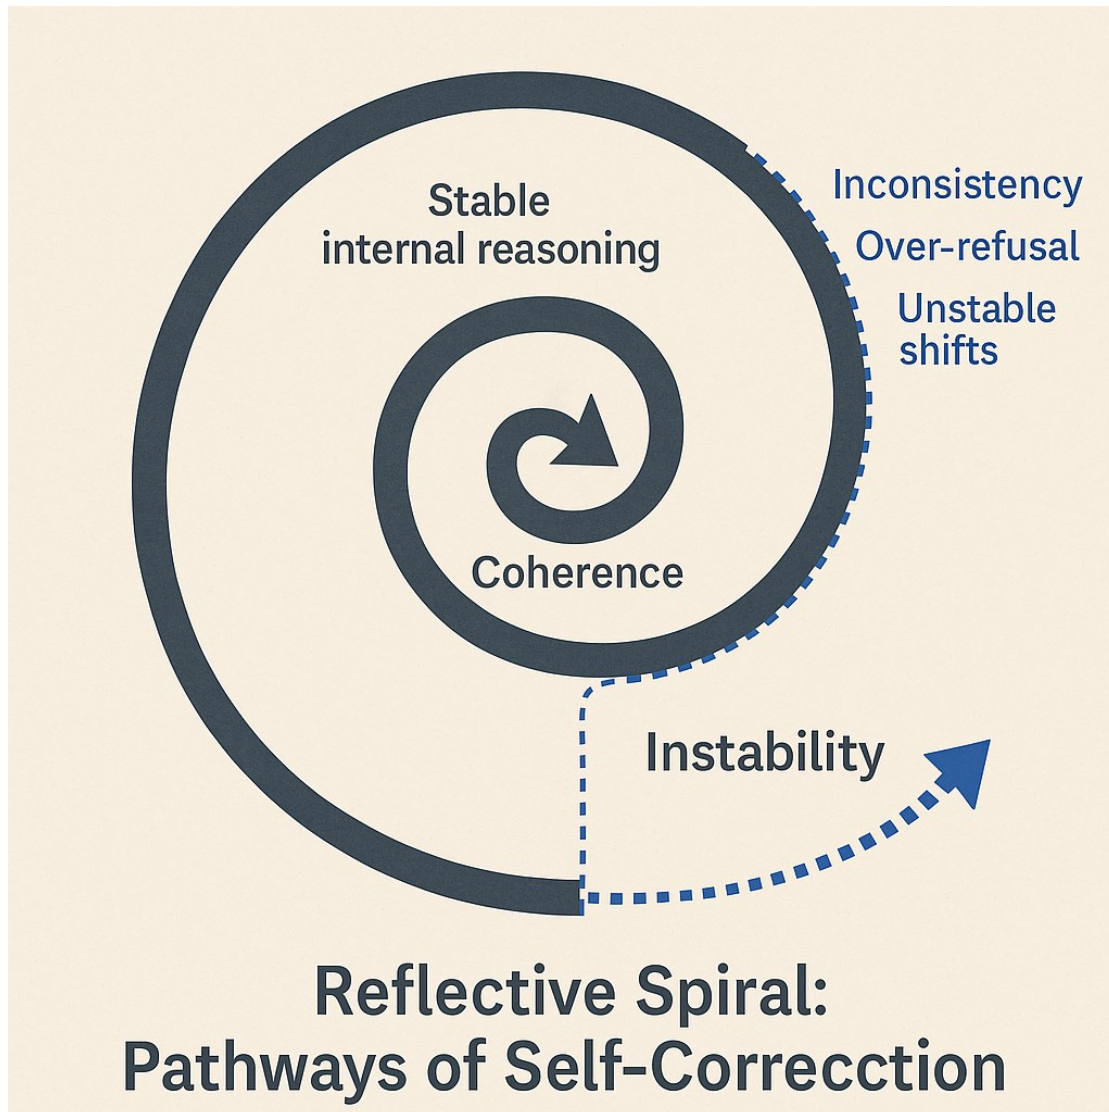 Stable
internal reasoning
Inconsistency
Over-refusal
Unstable
shifts
Coherence
Instability
Reflective Spiral:
Pathways of Self-Correcction